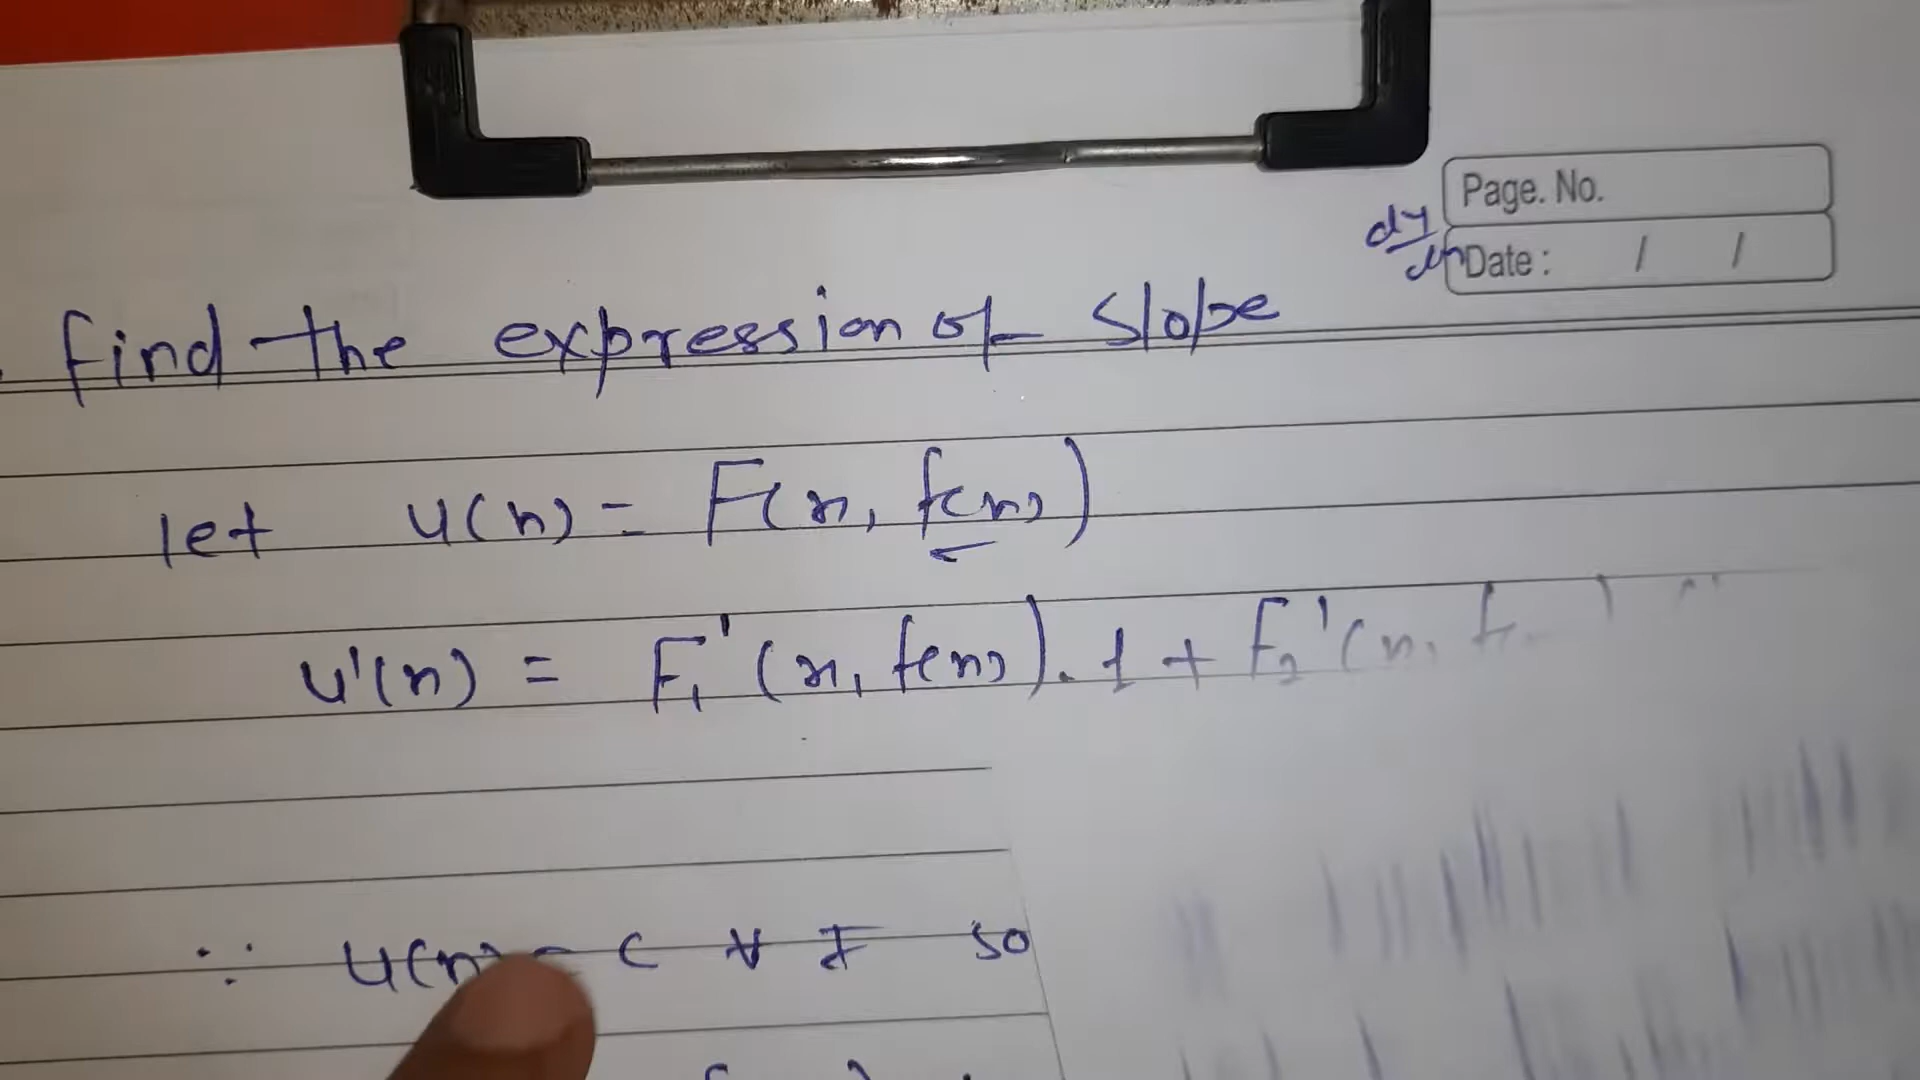 Page. No.
dy
dx Date : / /
find the expression of slope
let u(x) = F(x, f(x))
u'(x) = F₁'(x, f(x)). 1 + F₂'(x,
∵ u(x) = c ∀ I so